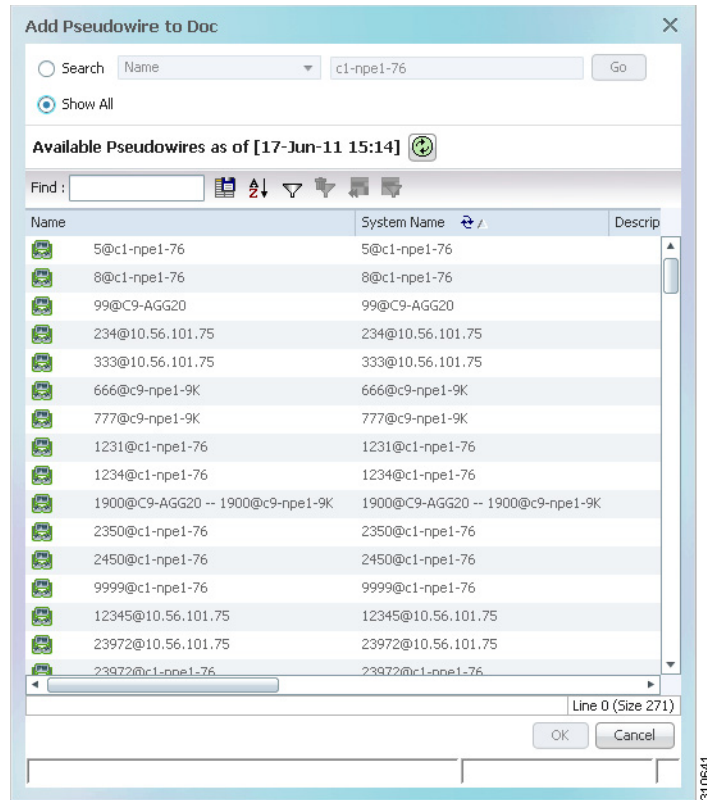 Add Pseudowire to Doc
Search Name c1-npe1-76 Go
Show All
Available Pseudowires as of [17-Jun-11 15:14]
Find :
Name System Name Descrip
5@c1-npe1-76 5@c1-npe1-76
8@c1-npe1-76 8@c1-npe1-76
99@C9-AGG20 99@C9-AGG20
234@10.56.101.75 234@10.56.101.75
333@10.56.101.75 333@10.56.101.75
666@c9-npe1-9K 666@c9-npe1-9K
777@c9-npe1-9K 777@c9-npe1-9K
1231@c1-npe1-76 1231@c1-npe1-76
1234@c1-npe1-76 1234@c1-npe1-76
1900@C9-AGG20 -- 1900@c9-npe1-9K 1900@C9-AGG20 -- 1900@c9-npe1-9K
2350@c1-npe1-76 2350@c1-npe1-76
2450@c1-npe1-76 2450@c1-npe1-76
9999@c1-npe1-76 9999@c1-npe1-76
12345@10.56.101.75 12345@10.56.101.75
23972@10.56.101.75 23972@10.56.101.75
23972@c1-npe1-76 23972@c1-npe1-76
Line 0 (Size 271)
OK Cancel
310641